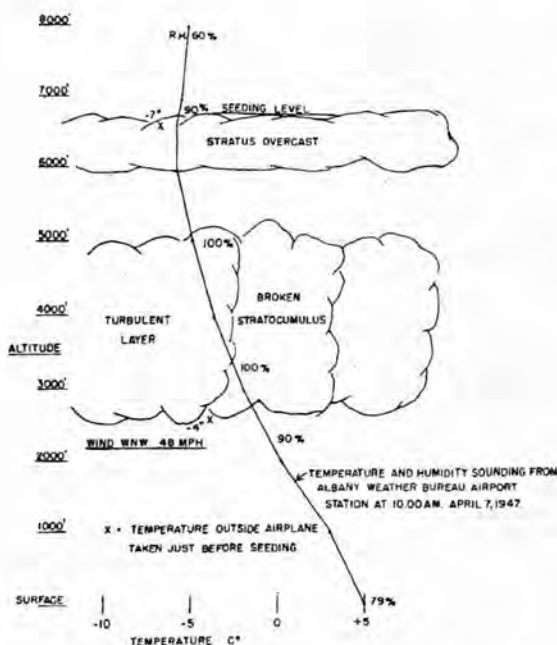 8000'
R.H. 60%
7000'
-7° 90% SEEDING LEVEL
X
STRATUS OVERCAST
6000'
5000'
100%
BROKEN
STRATOCUMULUS
4000'
TURBULENT
LAYER
ALTITUDE
100%
3000'
-4° X
WIND WNW 48 MPH
90%
2000'
TEMPERATURE AND HUMIDITY SOUNDING FROM
ALBANY WEATHER BUREAU AIRPORT
STATION AT 10.00 AM. APRIL 7, 1947.
1000'
X = TEMPERATURE OUTSIDE AIRPLANE
TAKEN JUST BEFORE SEEDING
SURFACE
79%
-10 -5 0 +5
TEMPERATURE C°